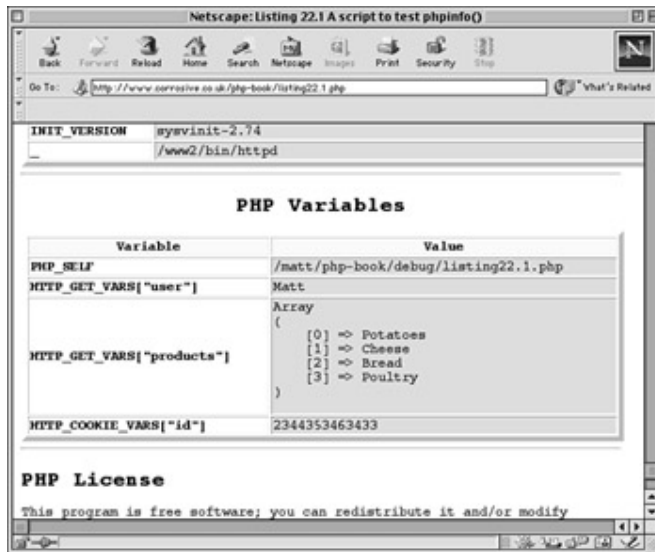 Netscape: Listing 22.1 A script to test phpinfo()
Back Forward Reload Home Search Netscape Images Print Security Stop
N
Go To: http://www.corrosive.co.uk/php-book/listing22.1.php What's Related
INIT_VERSION sysvinit-2.74
_ /www2/bin/httpd
PHP Variables
Variable Value
PHP_SELF /matt/php-book/debug/listing22.1.php
HTTP_GET_VARS["user"] Matt
HTTP_GET_VARS["products"] Array
(
[0] => Potatoes
[1] => Cheese
[2] => Bread
[3] => Poultry
)
HTTP_COOKIE_VARS["id"] 2344353463433
PHP License
This program is free software; you can redistribute it and/or modify